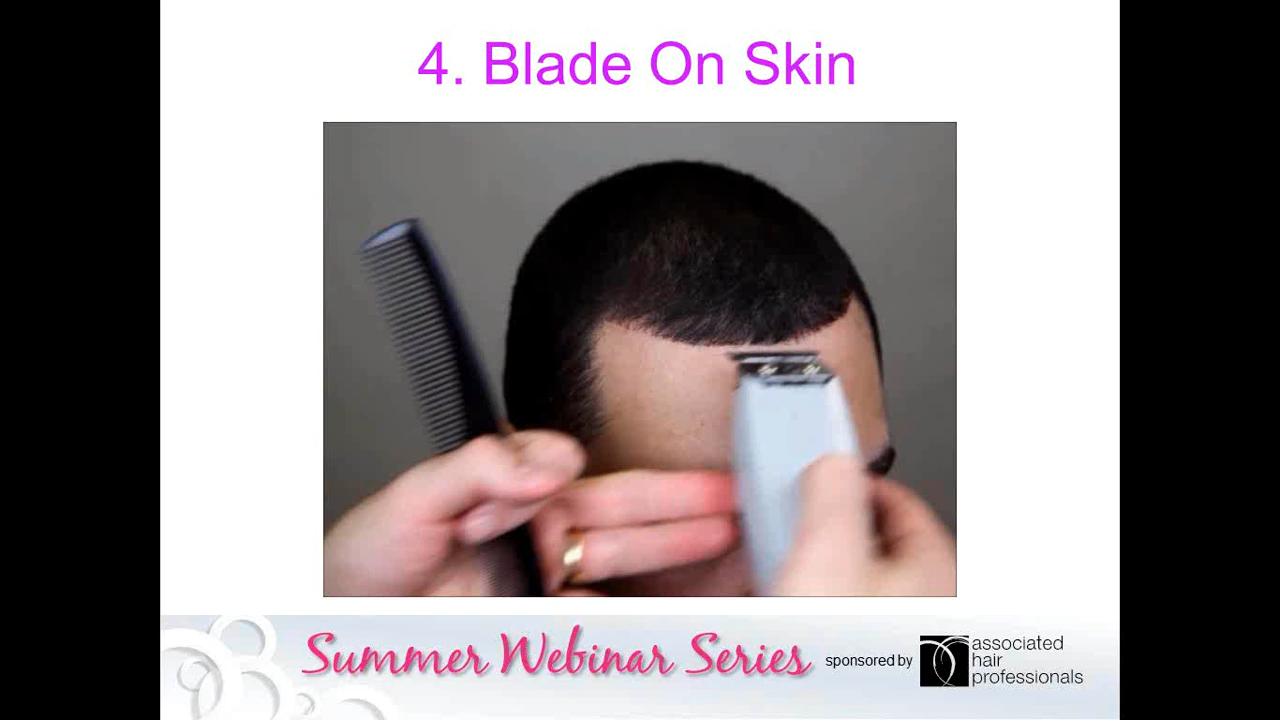 4. Blade On Skin
Summer Webinar Series
sponsored by
associated
hair
professionals